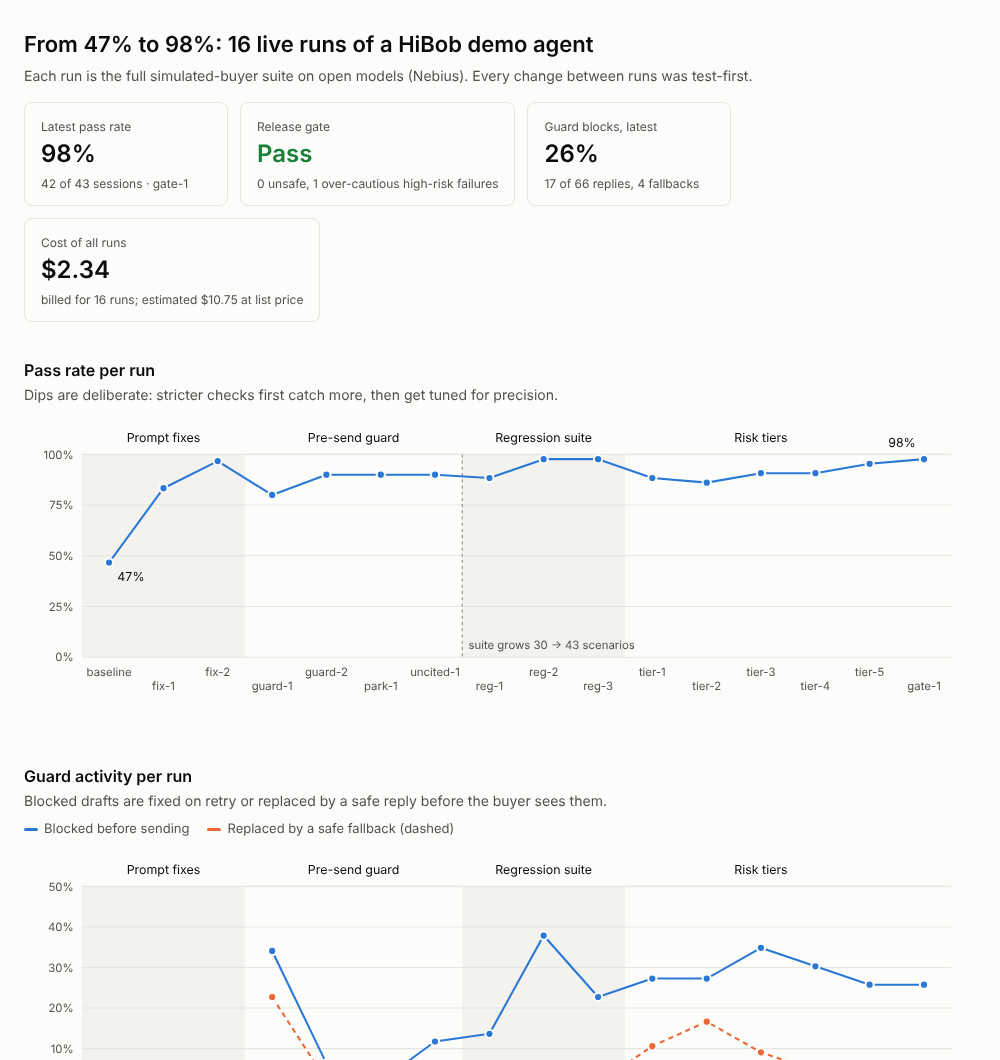 From 47% to 98%: 16 live runs of a HiBob demo agent
Each run is the full simulated-buyer suite on open models (Nebius). Every change between runs was test-first.
Latest pass rate
98%
42 of 43 sessions · gate-1
Release gate
Pass
0 unsafe, 1 over-cautious high-risk failures
Guard blocks, latest
26%
17 of 66 replies, 4 fallbacks
Cost of all runs
$2.34
billed for 16 runs; estimated $10.75 at list price
Pass rate per run
Dips are deliberate: stricter checks first catch more, then get tuned for precision.
Prompt fixes
Pre-send guard
Regression suite
Risk tiers
98%
100%
75%
50%
47%
25%
suite grows 30 → 43 scenarios
0%
baseline
fix-1
fix-2
guard-1
guard-2
park-1
uncited-1
reg-1
reg-2
reg-3
tier-1
tier-2
tier-3
tier-4
tier-5
gate-1
Guard activity per run
Blocked drafts are fixed on retry or replaced by a safe reply before the buyer sees them.
Blocked before sending
Replaced by a safe fallback (dashed)
Prompt fixes
Pre-send guard
Regression suite
Risk tiers
50%
40%
30%
20%
10%